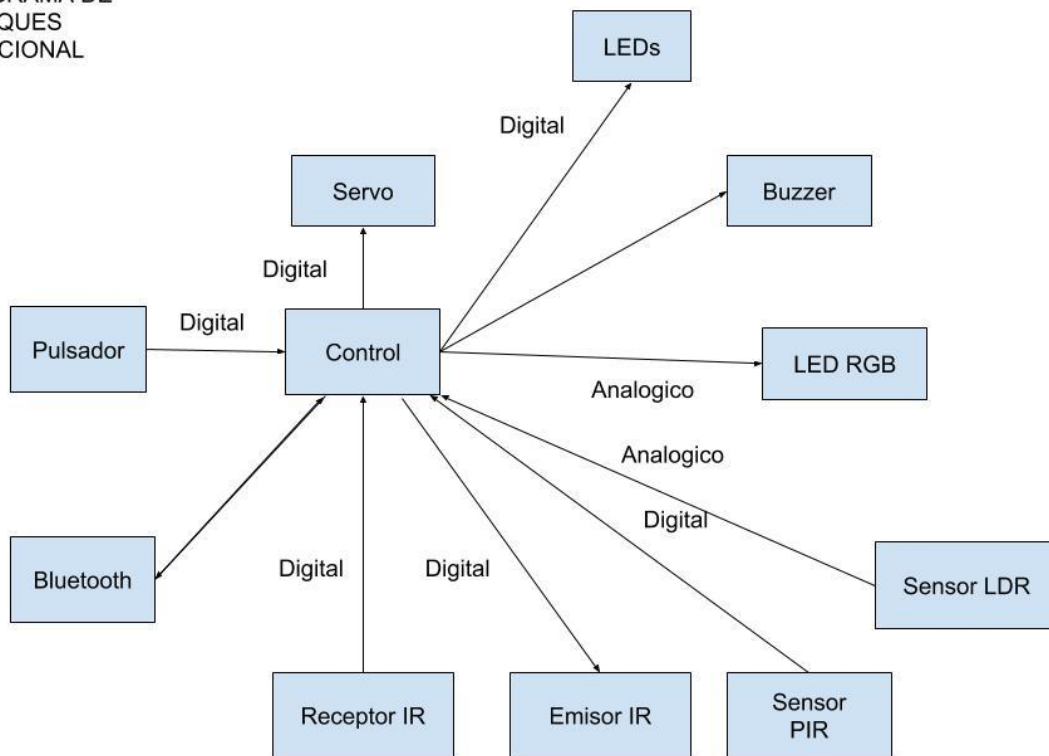 QUES
CIONAL
LEDs
Digital
Servo
Buzzer
Digital
Pulsador
Digital
Control
LED RGB
Analogico
Analogico
Digital
Bluetooth
Digital
Digital
Sensor LDR
Receptor IR
Emisor IR
Sensor
PIR